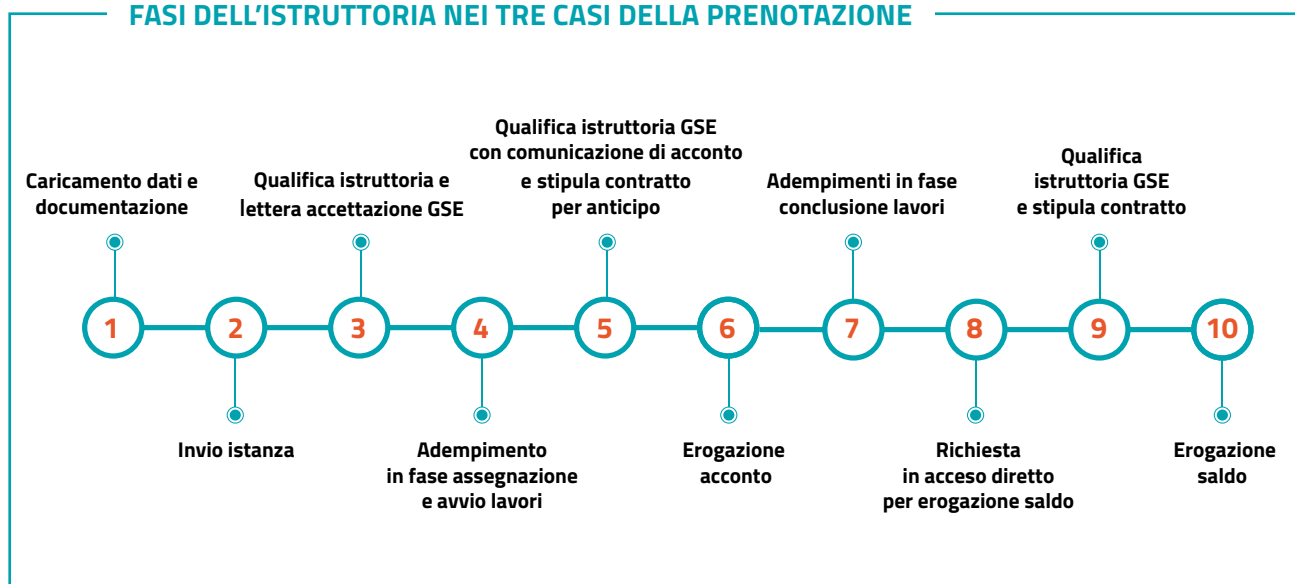 FASI DELL'ISTRUTTORIA NEI TRE CASI DELLA PRENOTAZIONE
Caricamento dati e
documentazione
Qualifica istruttoria e
lettera accettazione GSE
Qualifica istruttoria GSE
con comunicazione di acconto
e stipula contratto
per anticipo
Adempimenti in fase
conclusione lavori
Qualifica
istruttoria GSE
e stipula contratto
1 2 3 4 5 6 7 8 9 10
Invio istanza
Adempimento
in fase assegnazione
e avvio lavori
Erogazione
acconto
Richiesta
in acceso diretto
per erogazione saldo
Erogazione
saldo